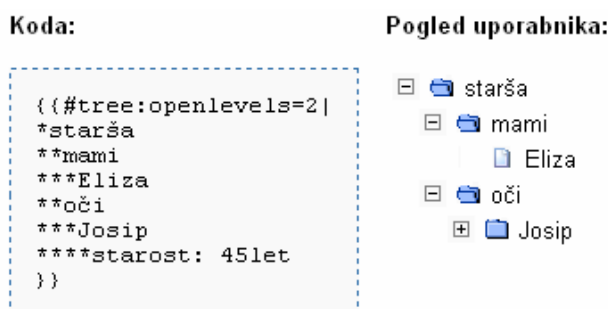 Koda:
{{#tree:openlevels=2|
*starša
**mami
***Eliza
**oči
***Josip
****starost: 45let
}}
Pogled uporabnika:
starša
mami
Eliza
oči
Josip